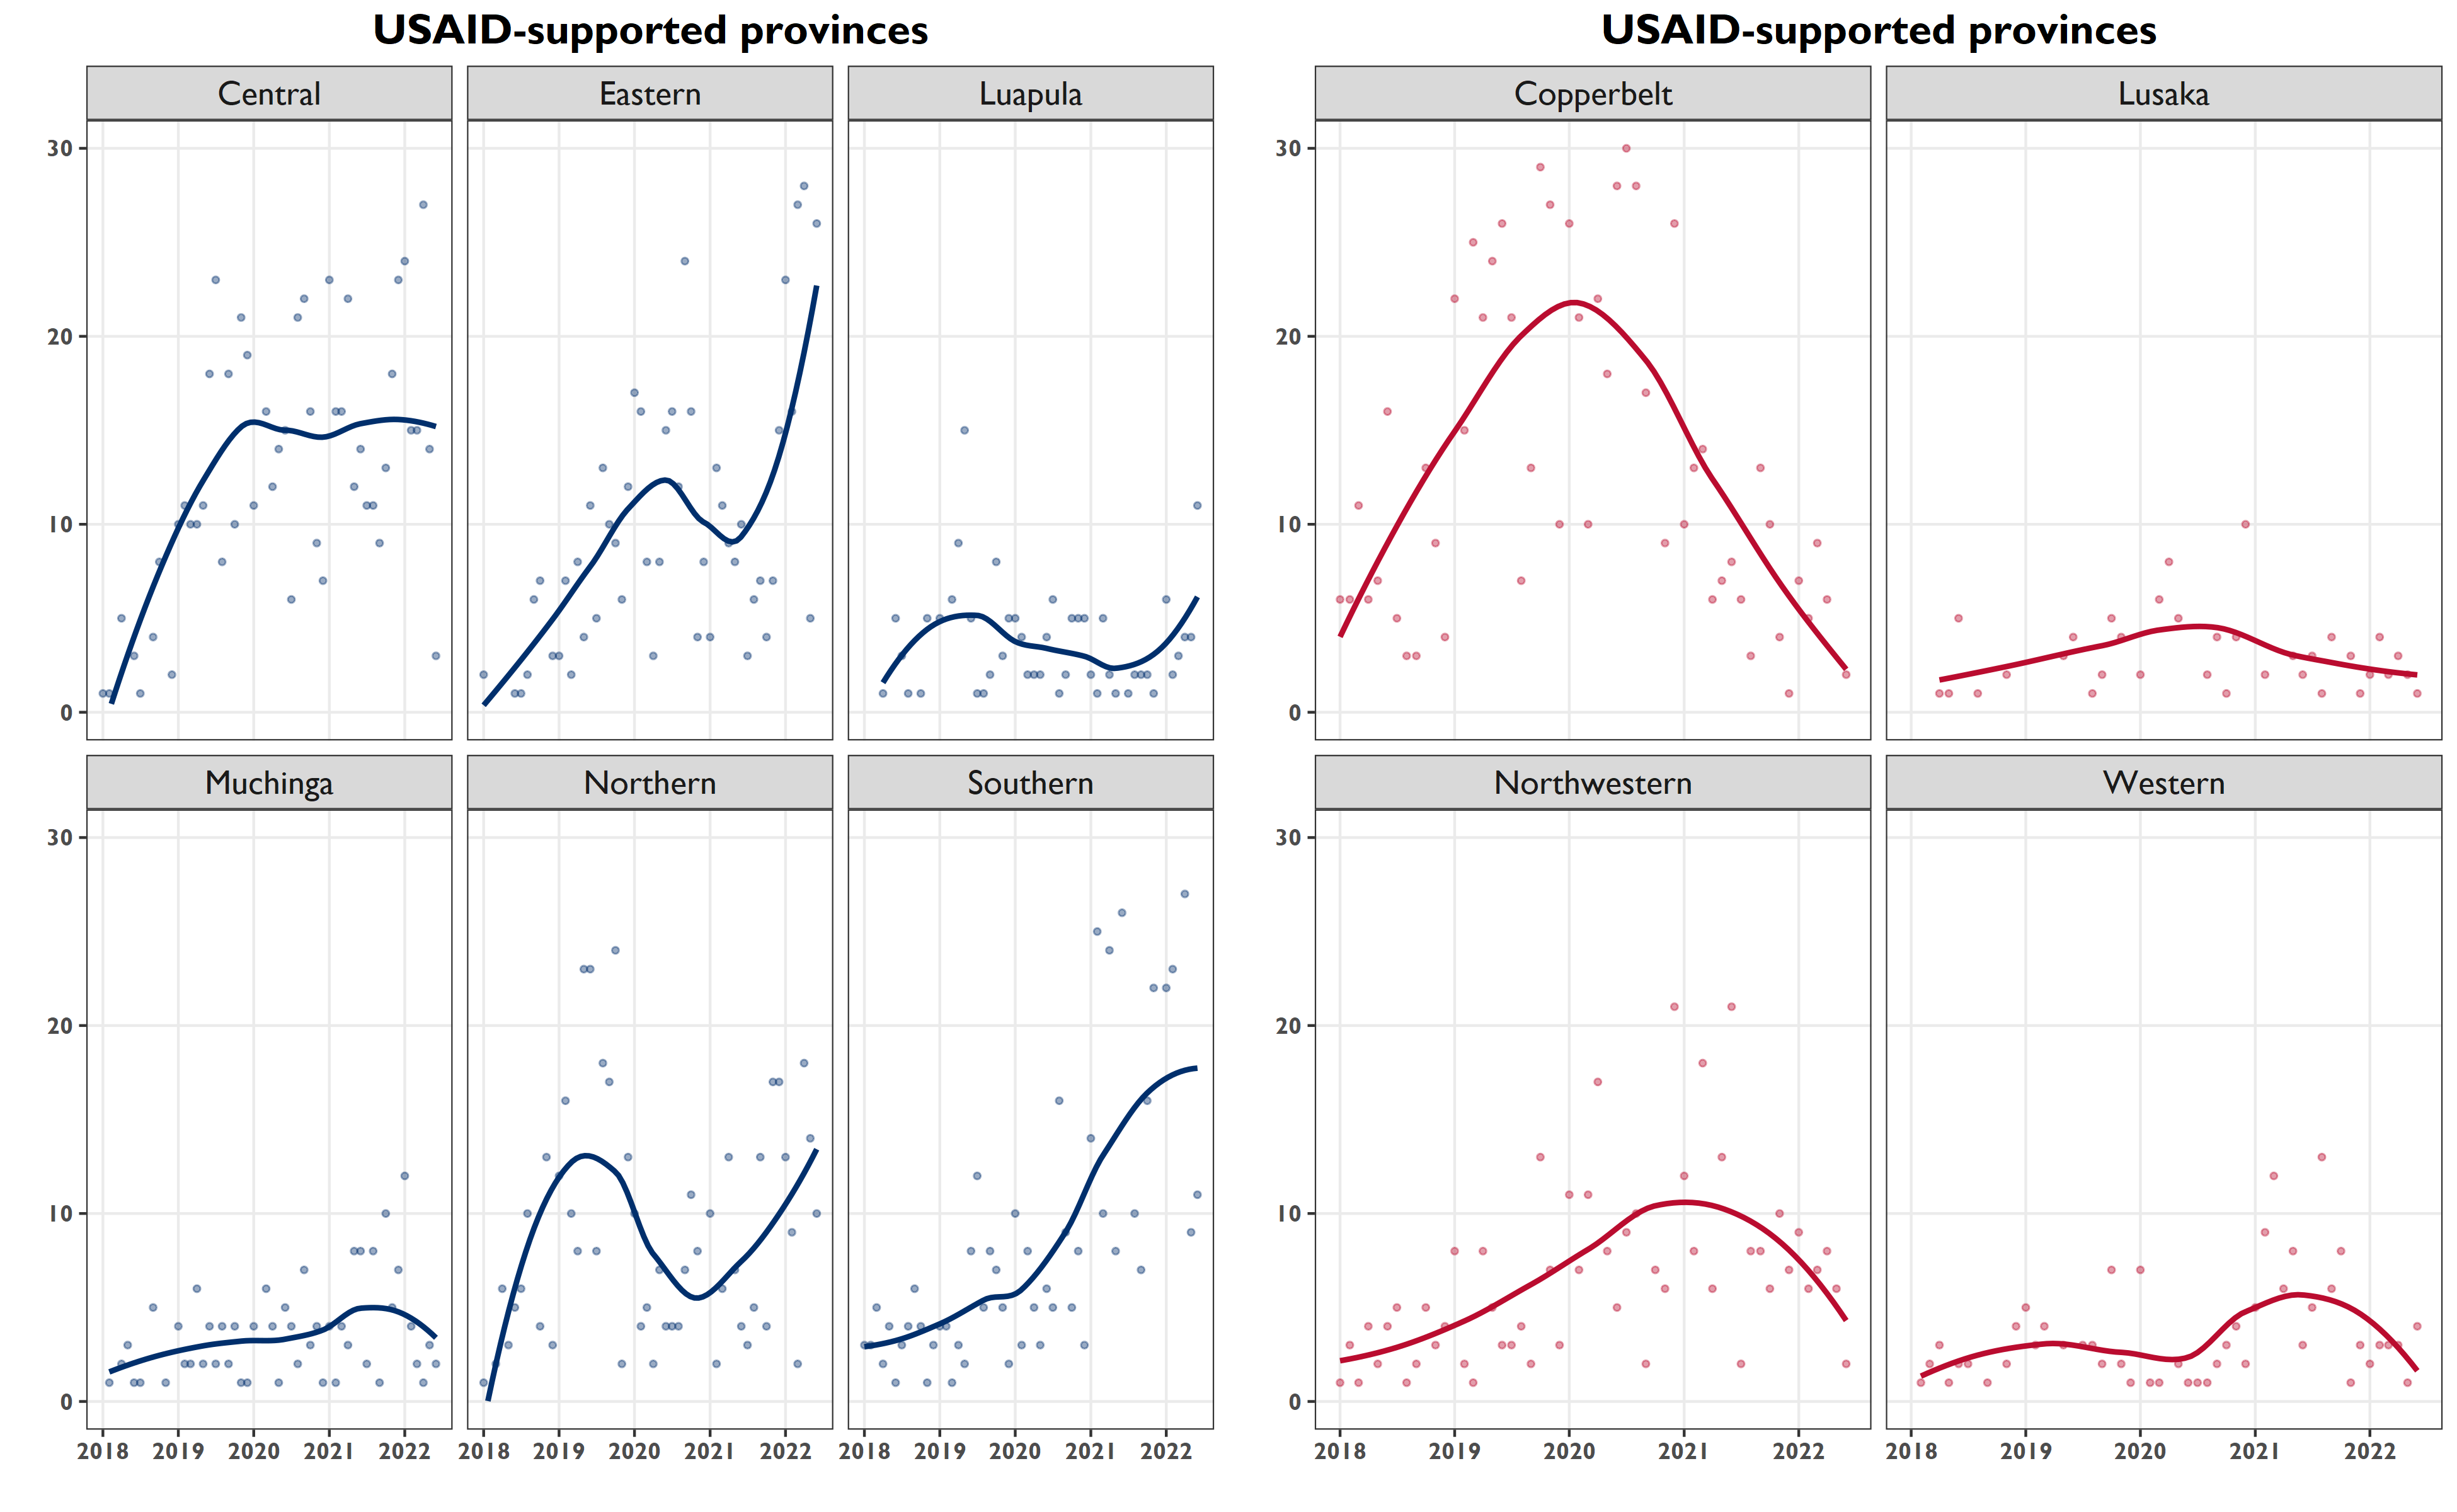 USAID-supported provinces
Central Eastern Luapula
30
20
10
0
Muchinga Northern Southern
30
20
10
0
2018 2019 2020 2021 2022 2018 2019 2020 2021 2022 2018 2019 2020 2021 2022
USAID-supported provinces
Copperbelt Lusaka
30
20
10
0
Northwestern Western
30
20
10
0
2018 2019 2020 2021 2022 2018 2019 2020 2021 2022